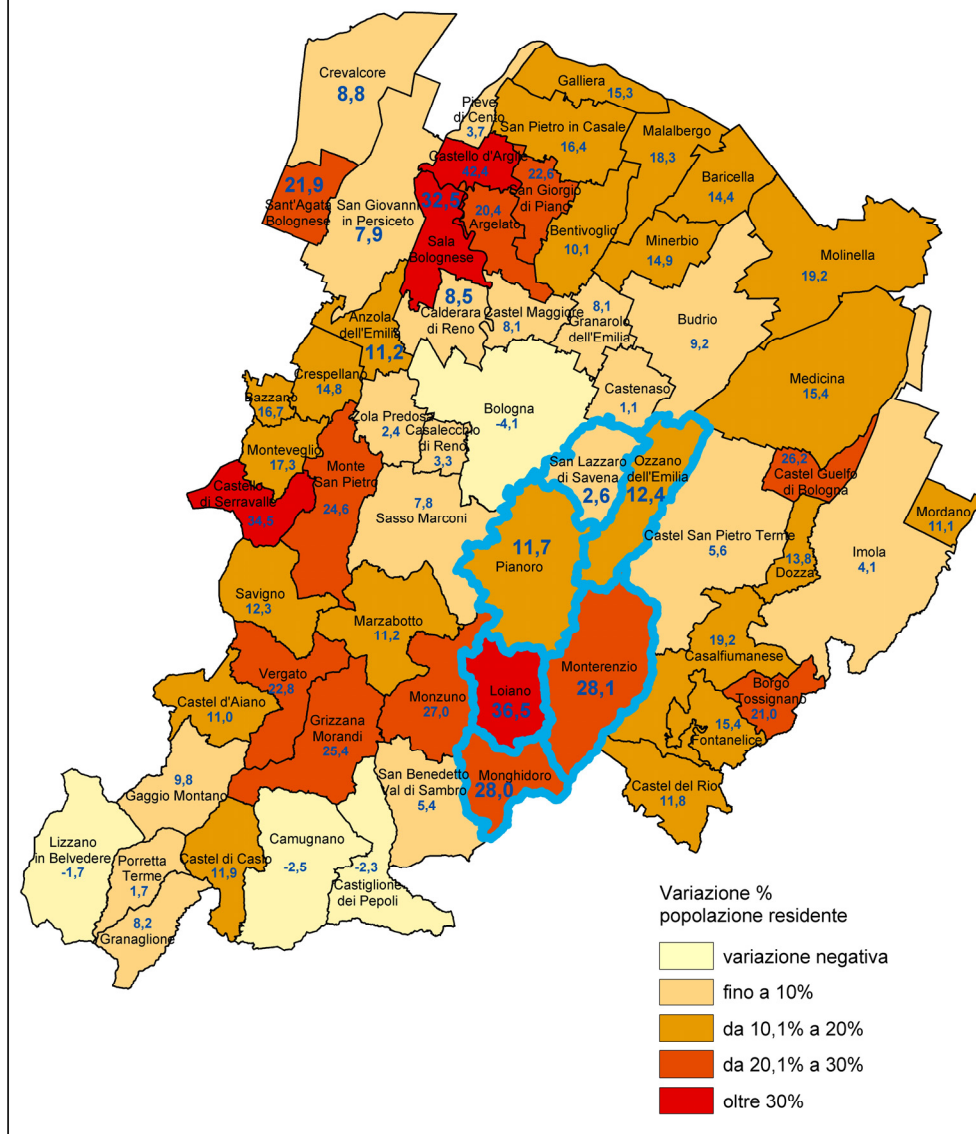 Crevalcore
8,8
Galliera
15,3
Pieve
di Cento
3,7
San Pietro in Casale
16,4
Malalbergo
18,3
Baricella
14,4
Castello d'Argile
42,4
21,9
Sant'Agata
Bolognese
San Giovanni
in Persiceto
7,9
32,5
Sala
Bolognese
20,4
Argelato
22,6
San Giorgio
di Piano
Bentivoglio
10,1
Minerbio
14,9
Molinella
19,2
Anzola
dell'Emilia
11,2
8,5
Calderara
di Reno
Castel Maggiore
8,1
8,1
Granarolo
dell'Emilia
Budrio
9,2
Crespellano
14,8
Bazzano
16,7
Zola Predosa
2,4
Casalecchio
di Reno
3,3
Bologna
-4,1
Castenaso
1,1
Medicina
15,4
Monteveglio
17,3
Monte
San Pietro
24,6
San Lazzaro
di Savena
2,6
Ozzano
dell'Emilia
12,4
26,2
Castel Guelfo
di Bologna
Castello
di Serravalle
34,6
7,8
Sasso Marconi
Castel San Pietro Terme
5,6
Mordano
11,1
11,7
Pianoro
13,8
Dozza
Imola
4,1
Savigno
12,3
Marzabotto
11,2
19,2
Casalfiumanese
Vergato
22,8
Monzuno
27,0
Loiano
36,5
Monterenzio
28,1
Borgo
Tossignano
21,0
Castel d'Aiano
11,0
Grizzana
Morandi
25,4
15,4
Fontanelice
9,8
Gaggio Montano
San Benedetto
Val di Sambro
5,4
Monghidoro
28,0
Castel del Rio
11,8
Lizzano
in Belvedere
-1,7
Porretta
Terme
1,7
Castel di Casio
11,9
Camugnano
-2,5
-2,3
Castiglione
dei Pepoli
8,2
Granaglione
Variazione %
popolazione residente
variazione negativa
fino a 10%
da 10,1% a 20%
da 20,1% a 30%
oltre 30%